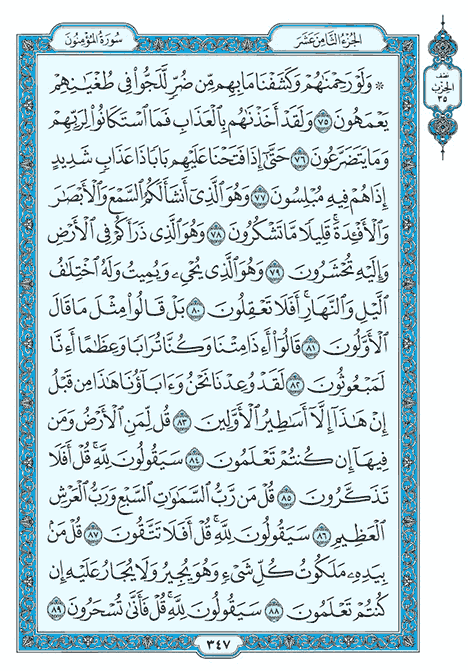 الجزء الثامن عشر
سورة المؤمنون
نصف
الحزب
٣٥
۞ وَلَوْ رَحِمْنَٰهُمْ وَكَشَفْنَا مَا بِهِم مِّن ضُرٍّ لَّلَجُّوا۟ فِى طُغْيَٰنِهِمْ
يَعْمَهُونَ ٧٥ وَلَقَدْ أَخَذْنَٰهُم بِٱلْعَذَابِ فَمَا ٱسْتَكَانُوا۟ لِرَبِّهِمْ
وَمَا يَتَضَرَّعُونَ ٧٦ حَتَّىٰٓ إِذَا فَتَحْنَا عَلَيْهِم بَابًا ذَا عَذَابٍ شَدِيدٍ
إِذَا هُمْ فِيهِ مُبْلِسُونَ ٧٧ وَهُوَ ٱلَّذِىٓ أَنشَأَ لَكُمُ ٱلسَّمْعَ وَٱلْأَبْصَٰرَ
وَٱلْأَفْـِٔدَةَ ۚ قَلِيلًا مَّا تَشْكُرُونَ ٧٨ وَهُوَ ٱلَّذِى ذَرَأَكُمْ فِى ٱلْأَرْضِ
وَإِلَيْهِ تُحْشَرُونَ ٧٩ وَهُوَ ٱلَّذِى يُحْىِۦ وَيُمِيتُ وَلَهُ ٱخْتِلَٰفُ
ٱلَّيْلِ وَٱلنَّهَارِ ۚ أَفَلَا تَعْقِلُونَ ٨٠ بَلْ قَالُوا۟ مِثْلَ مَا قَالَ
ٱلْأَوَّلُونَ ٨١ قَالُوٓا۟ أَءِذَا مِتْنَا وَكُنَّا تُرَابًا وَعِظَٰمًا أَءِنَّا
لَمَبْعُوثُونَ ٨٢ لَقَدْ وُعِدْنَا نَحْنُ وَءَابَآؤُنَا هَٰذَا مِن قَبْلُ
إِنْ هَٰذَآ إِلَّآ أَسَٰطِيرُ ٱلْأَوَّلِينَ ٨٣ قُل لِّمَنِ ٱلْأَرْضُ وَمَن
فِيهَآ إِن كُنتُمْ تَعْلَمُونَ ٨٤ سَيَقُولُونَ لِلَّهِ ۚ قُلْ أَفَلَا
تَذَكَّرُونَ ٨٥ قُلْ مَن رَّبُّ ٱلسَّمَٰوَٰتِ ٱلسَّبْعِ وَرَبُّ ٱلْعَرْشِ
ٱلْعَظِيمِ ٨٦ سَيَقُولُونَ لِلَّهِ ۚ قُلْ أَفَلَا تَتَّقُونَ ٨٧ قُلْ مَنۢ
بِيَدِهِۦ مَلَكُوتُ كُلِّ شَىْءٍ وَهُوَ يُجِيرُ وَلَا يُجَارُ عَلَيْهِ إِن
كُنتُمْ تَعْلَمُونَ ٨٨ سَيَقُولُونَ لِلَّهِ ۚ قُلْ فَأَنَّىٰ تُسْحَرُونَ ٨٩
٣٤٧